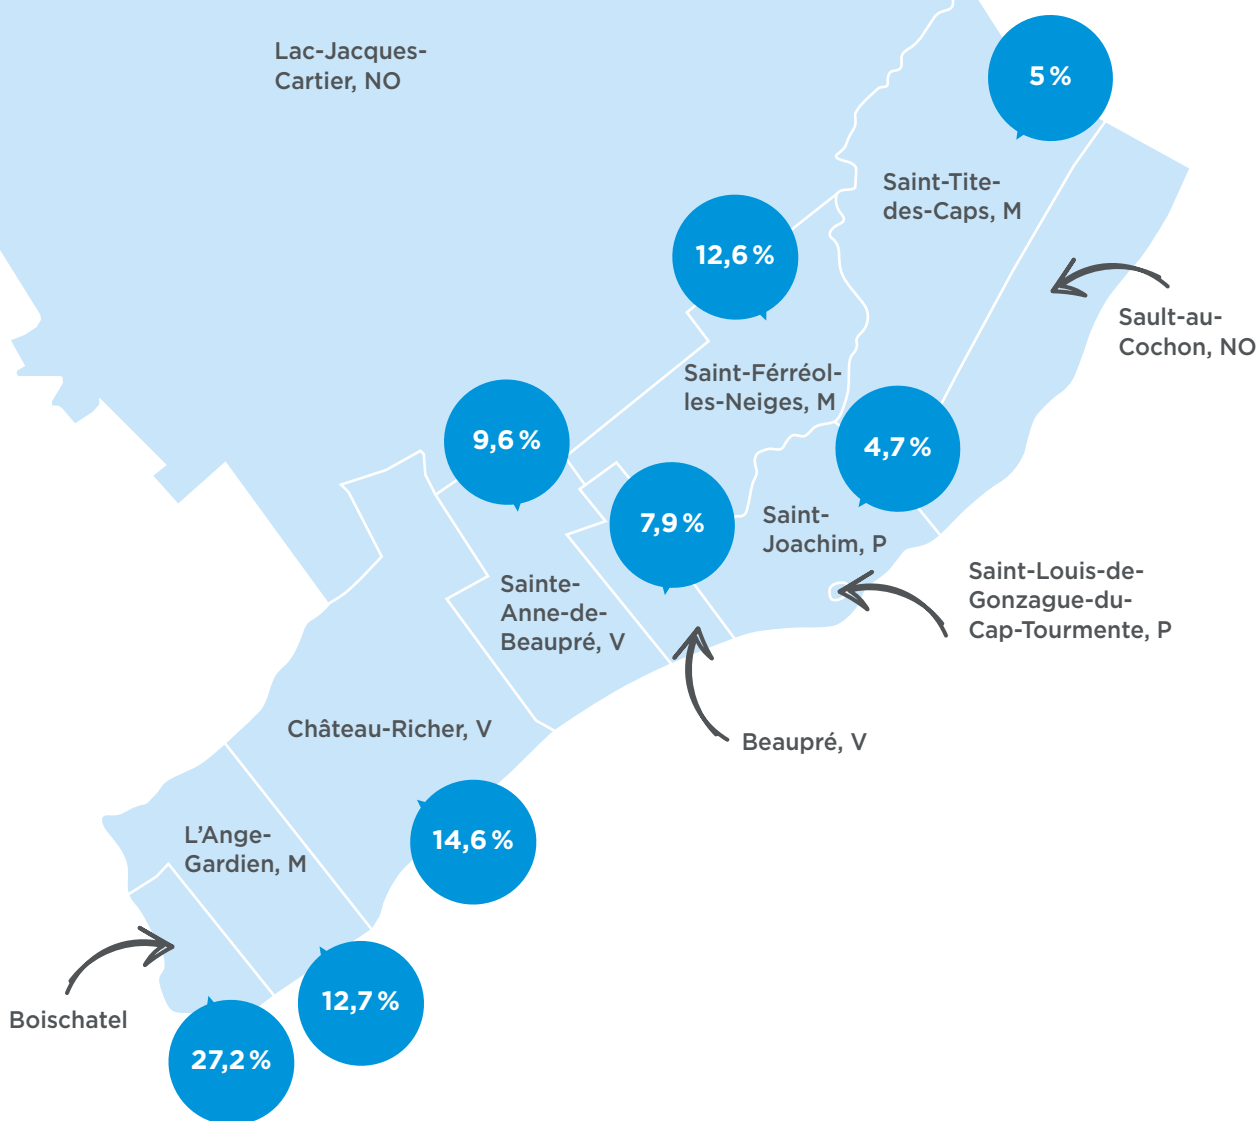 Lac-Jacques-
Cartier, NO
5 %
Saint-Tite-
des-Caps, M
12,6 %
Sault-au-
Cochon, NO
Saint-Férréol-
les-Neiges, M
9,6 %
4,7 %
7,9 %
Saint-
Joachim, P
Sainte-
Anne-de-
Beaupré, V
Saint-Louis-de-
Gonzague-du-
Cap-Tourmente, P
Château-Richer, V
Beaupré, V
L'Ange-
Gardien, M
14,6 %
12,7 %
Boischatel
27,2 %